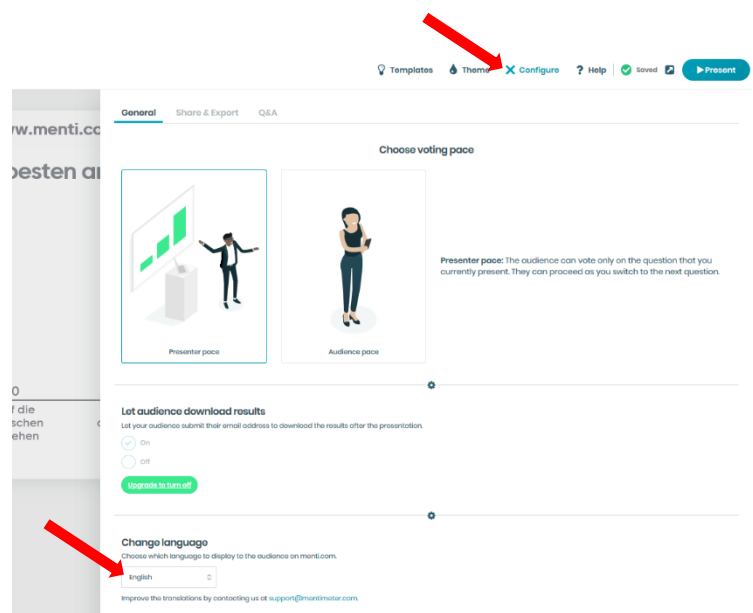 Templates Theme Configure ? Help Saved Present
General Share & Export Q&A
w.menti.co
besten a
Choose voting pace
Presenter pace: The audience can vote only on the question that you
currently present. They can proceed as you switch to the next question.
Presenter pace Audience pace
0
f die
schen
ehen
Let audience download results
Let your audience submit their email address to download the results after the presentation.
On
Off
Upgrade to turn off
Change language
Choose which language to display to the audience on menti.com.
English
Improve the translations by contacting us at support@mentimeter.com.